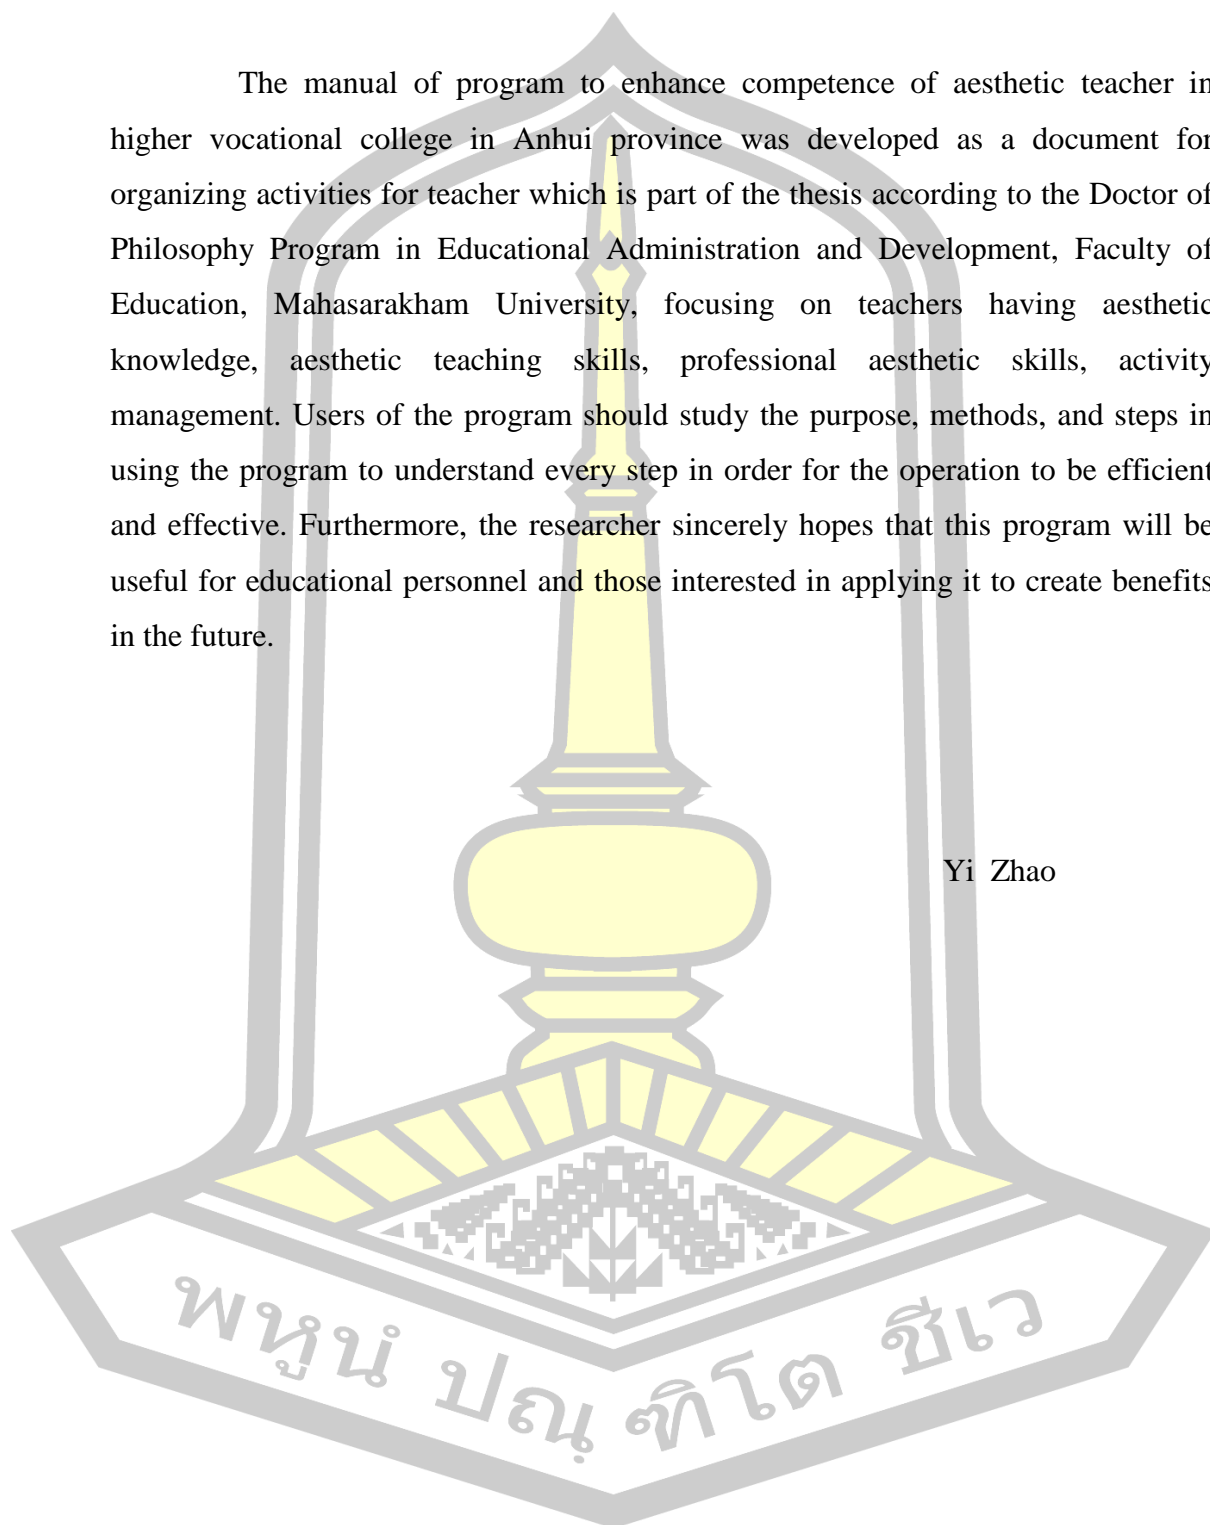 The manual of program to enhance competence of aesthetic teacher in
higher vocational college in Anhui province was developed as a document for
organizing activities for teacher which is part of the thesis according to the Doctor of
Philosophy Program in Educational Administration and Development, Faculty of
Education, Mahasarakham University, focusing on teachers having aesthetic
knowledge, aesthetic teaching skills, professional aesthetic skills, activity
management. Users of the program should study the purpose, methods, and steps in
using the program to understand every step in order for the operation to be efficient
and effective. Furthermore, the researcher sincerely hopes that this program will be
useful for educational personnel and those interested in applying it to create benefits
in the future.
Yi Zhao
พหูนํ ปณฺฑิโต ชีเว